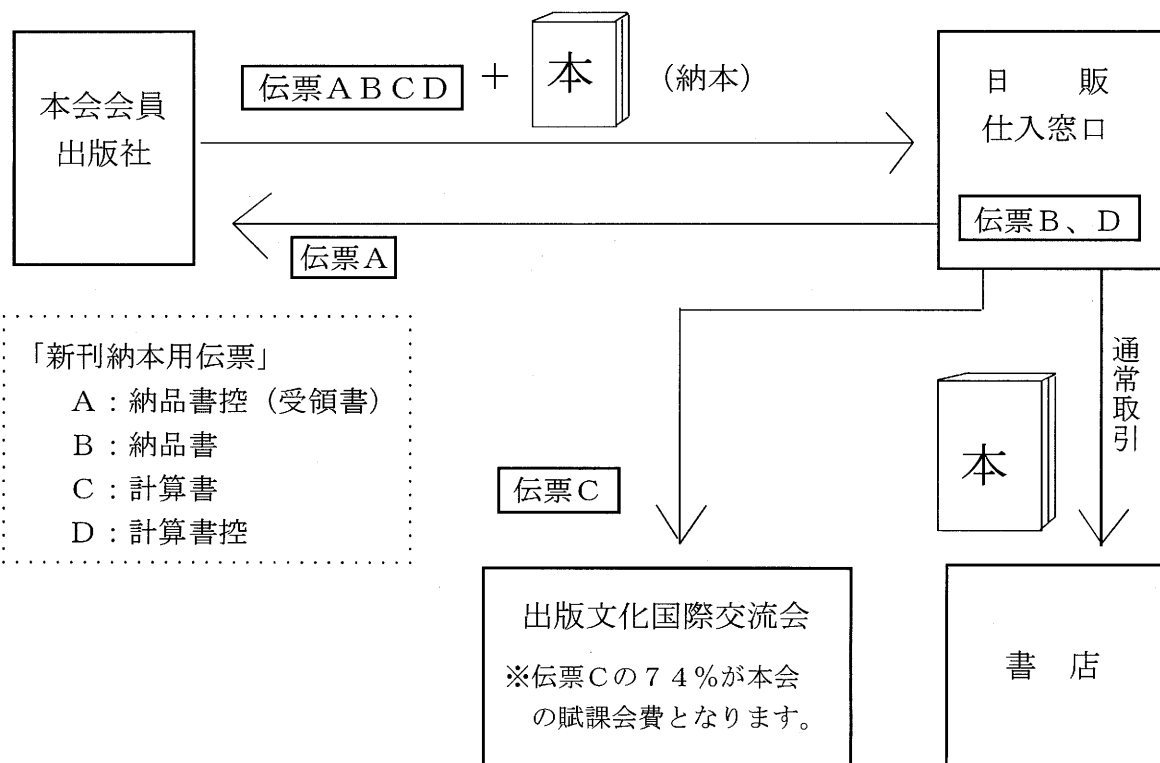 本会会員
出版社
伝票ABCD + 本 (納本)
日 販
仕入窓口
伝票B、D
伝票A
「新刊納本用伝票」
A:納品書控(受領書)
B:納品書
C:計算書
D:計算書控
通常取引
本
伝票C
出版文化国際交流会
※伝票Cの74%が本会
の賦課会費となります。
書 店